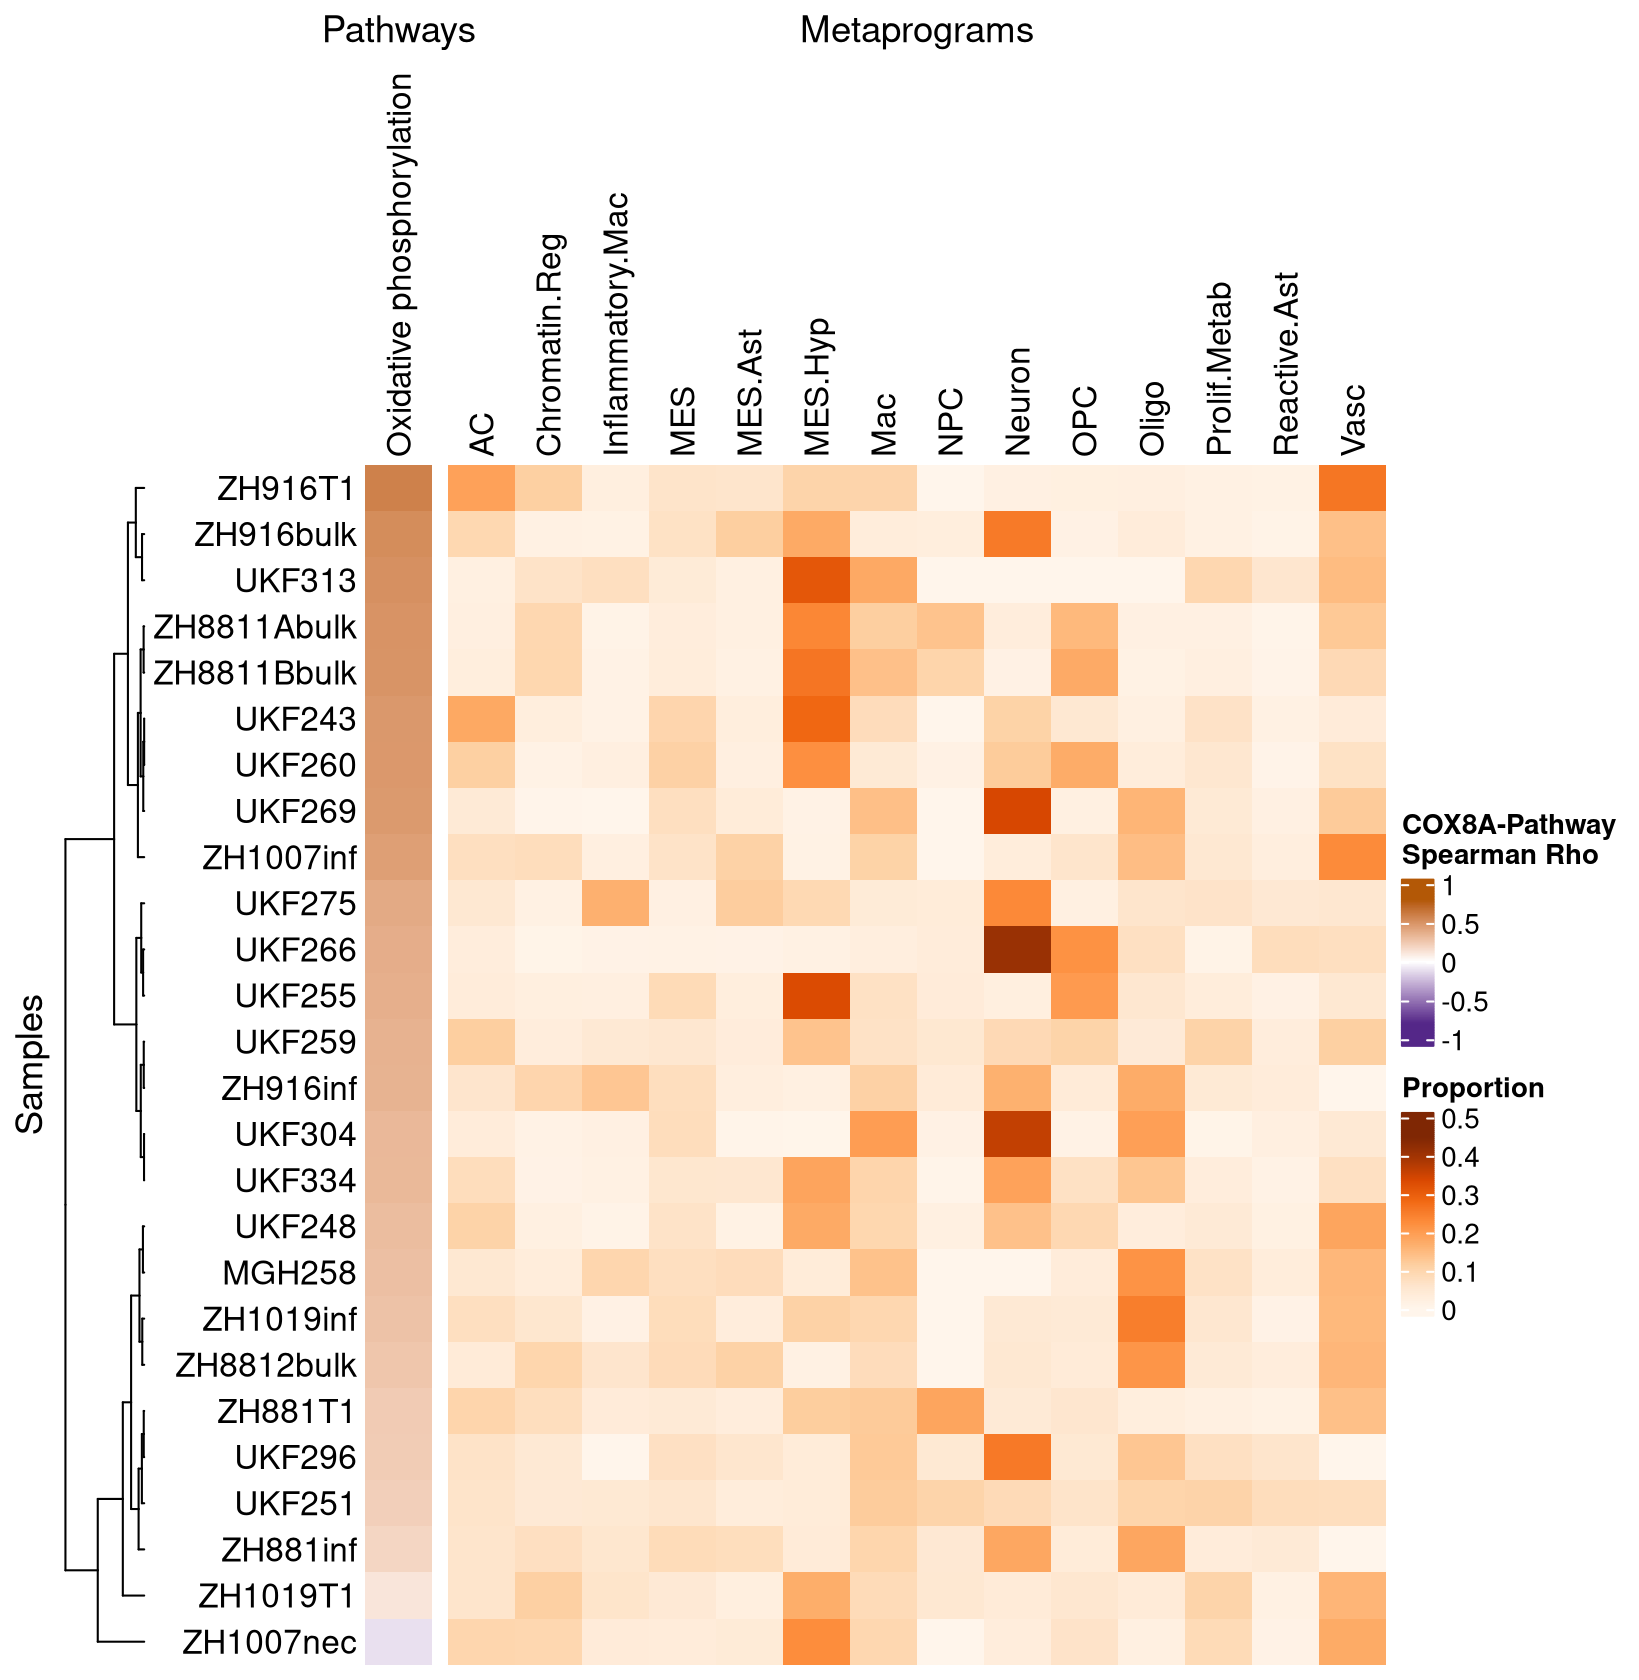 Pathways
Metaprograms
Oxidative phosphorylation
AC
Chromatin.Reg
Inflammatory.Mac
MES
MES.Ast
MES.Hyp
Mac
NPC
Neuron
OPC
Oligo
Prolif.Metab
Reactive.Ast
Vasc
Samples
ZH916T1
ZH916bulk
UKF313
ZH8811Abulk
ZH8811Bbulk
UKF243
UKF260
UKF269
ZH1007inf
UKF275
UKF266
UKF255
UKF259
ZH916inf
UKF304
UKF334
UKF248
MGH258
ZH1019inf
ZH8812bulk
ZH881T1
UKF296
UKF251
ZH881inf
ZH1019T1
ZH1007nec
COX8A-Pathway
Spearman Rho
1
0.5
0
-0.5
-1
Proportion
0.5
0.4
0.3
0.2
0.1
0